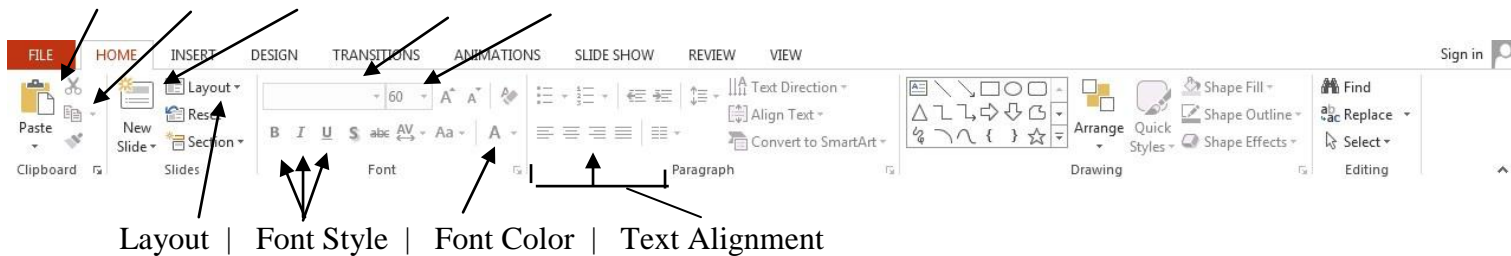 FILE HOME INSERT DESIGN TRANSITIONS ANIMATIONS SLIDE SHOW REVIEW VIEW Sign in
Layout 60 A A Text Direction Shape Fill Find
Reset Align Text Shape Outline Replace
Paste New Slide Section B I U S abc AV Aa A Convert to SmartArt Arrange Quick Styles Shape Effects Select
Clipboard Slides Font Paragraph Drawing Editing
Layout | Font Style | Font Color | Text Alignment